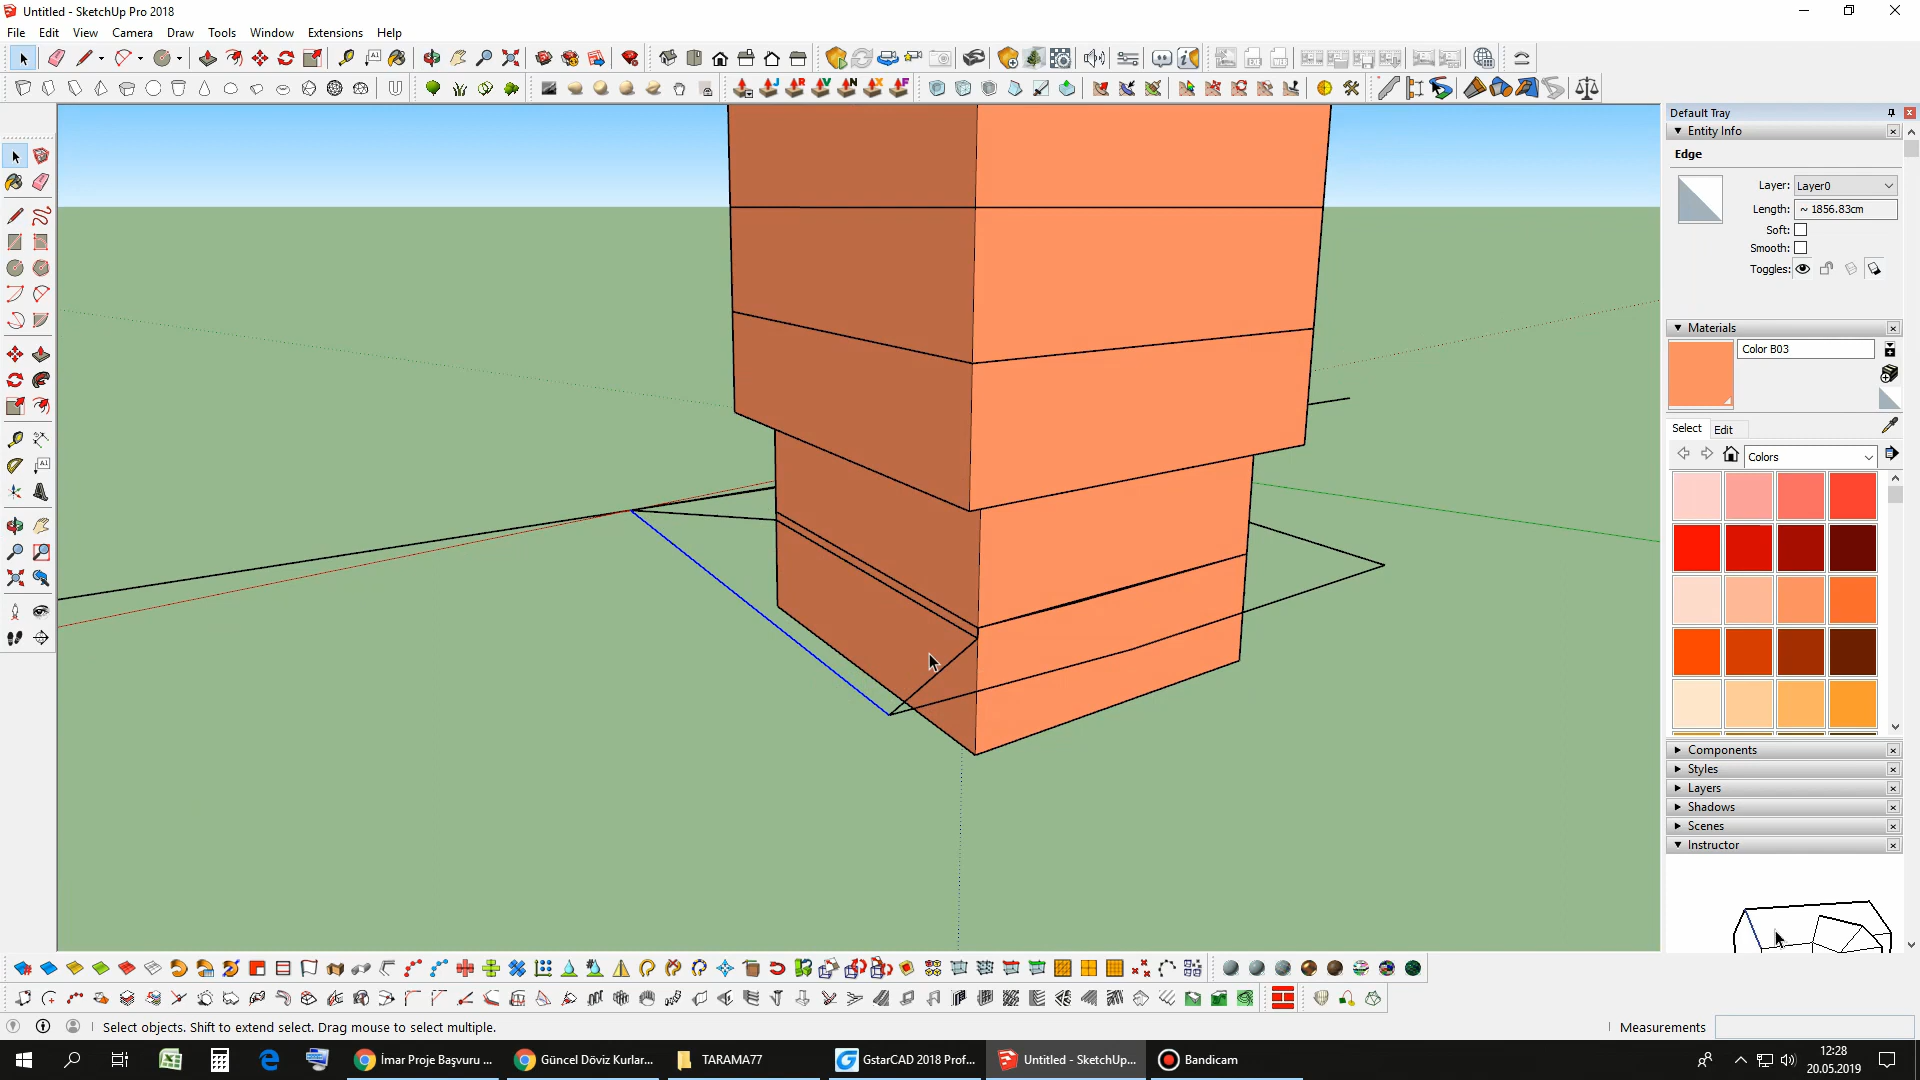 Untitled - SketchUp Pro 2018
File Edit View Camera Draw Tools Window Extensions Help
Default Tray
Entity Info
Edge
Layer: Layer0
Length: ~ 1856.83cm
Soft:
Smooth:
Toggles:
Materials
Color B03
Select Edit
Colors
Components
Styles
Layers
Shadows
Scenes
Instructor
Select objects. Shift to extend select. Drag mouse to select multiple.
Measurements
İmar Proje Başvuru ...
Güncel Döviz Kurlar...
TARAMA77
GstarCAD 2018 Prof...
Untitled - SketchUp...
Bandicam
12:28
20.05.2019